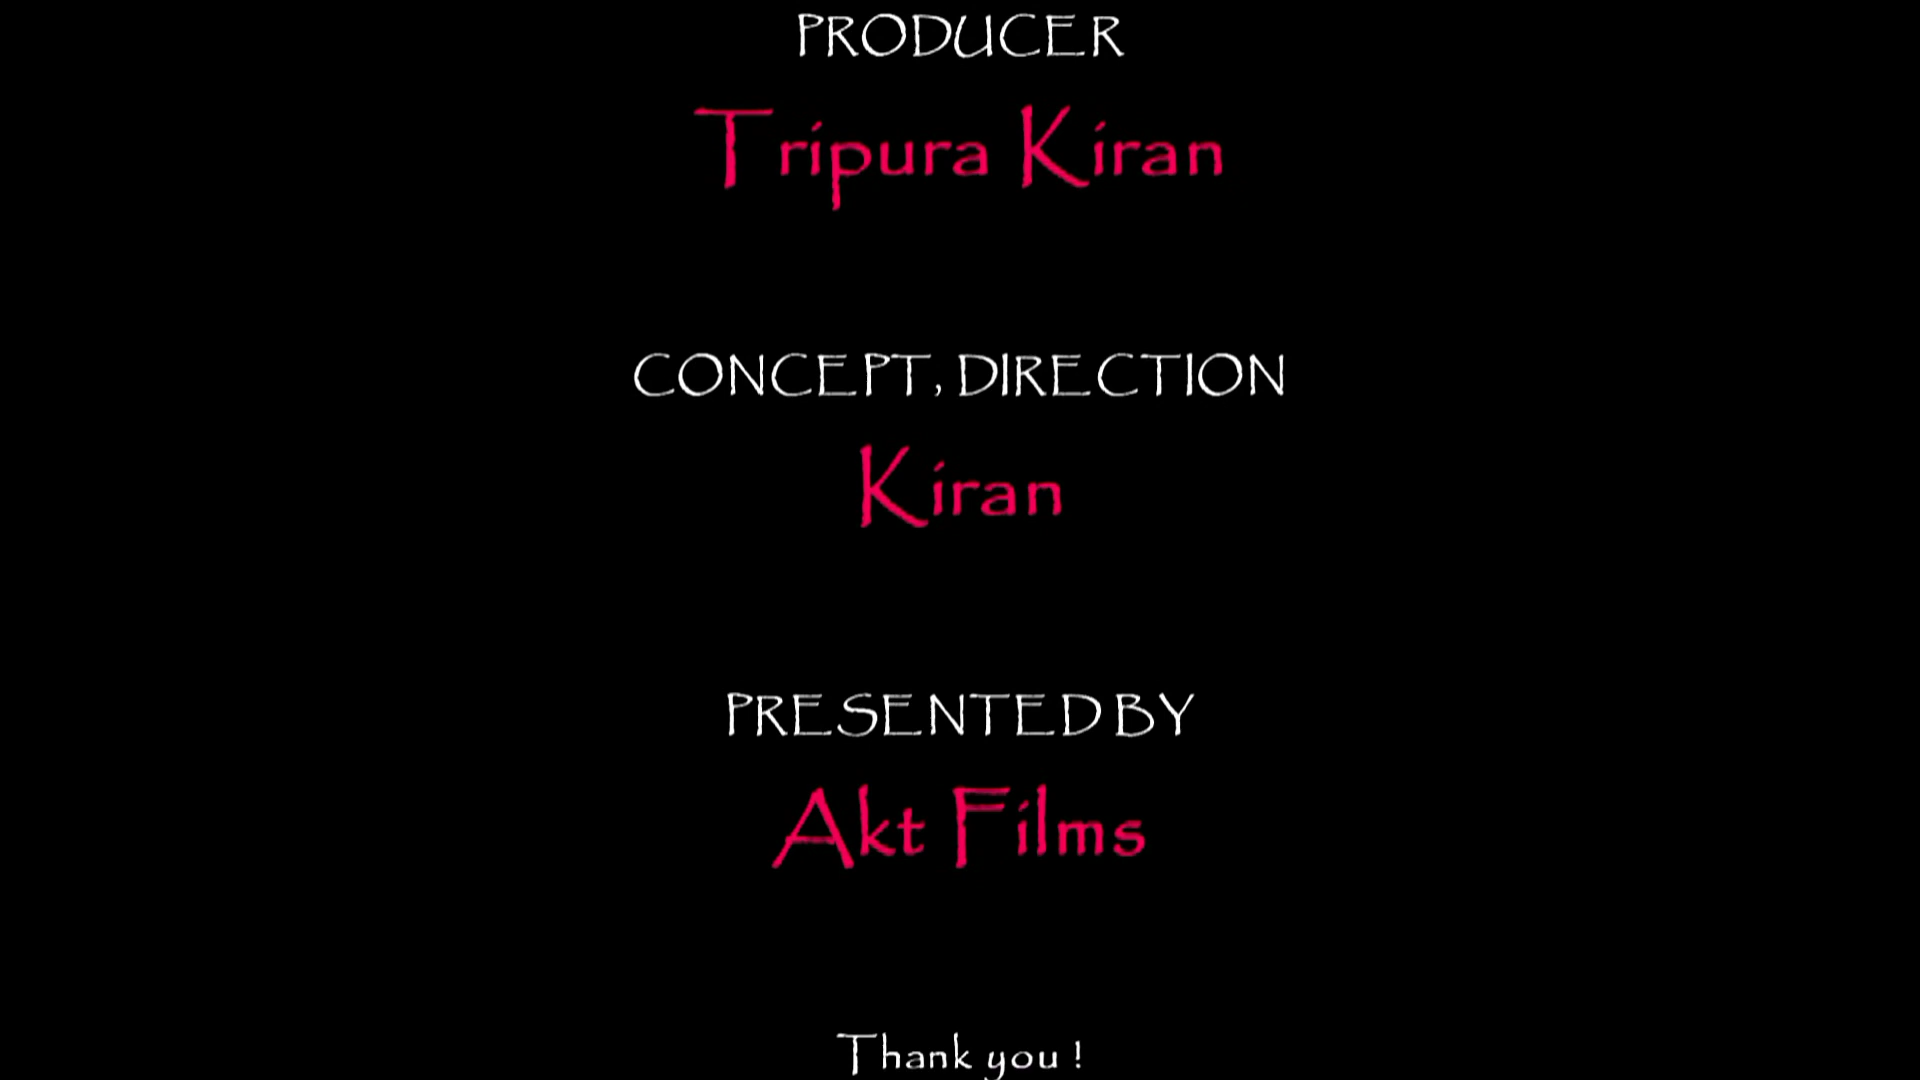 PRODUCER
Tripura Kiran
CONCEPT, DIRECTION
Kiran
PRESENTED BY
Akt Films
Thank you !